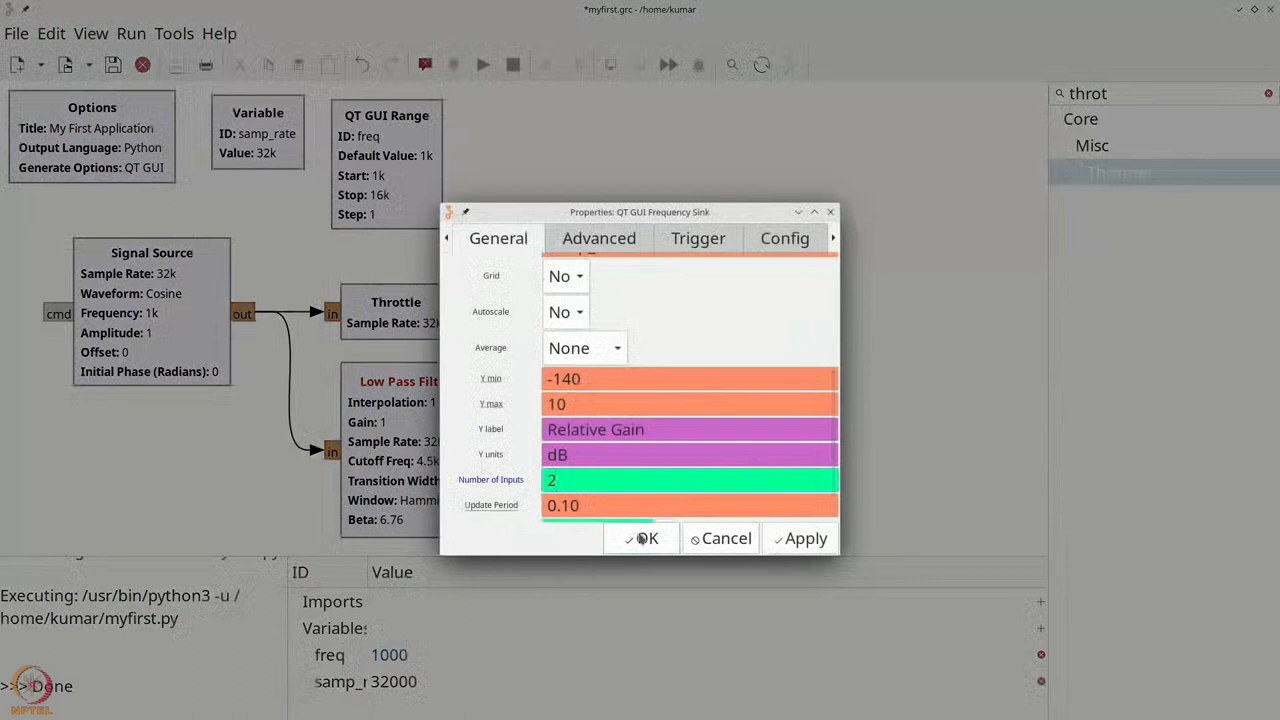 *myfirst.grc - /home/kumar
File Edit View Run Tools Help
Options
Title: My First Application
Output Language: Python
Generate Options: QT GUI
Variable
ID: samp_rate
Value: 32k
QT GUI Range
ID: freq
Default Value: 1k
Start: 1k
Stop: 16k
Step: 1
throt
Core
Misc
Throttle
Signal Source
Sample Rate: 32k
Waveform: Cosine
Frequency: 1k
Amplitude: 1
Offset: 0
Initial Phase (Radians): 0
cmd
out
in
Throttle
Sample Rate: 32k
in
Low Pass Filt
Interpolation: 1
Gain: 1
Sample Rate: 32
Cutoff Freq: 4.5k
Transition Width
Window: Hammi
Beta: 6.76
Properties: QT GUI Frequency Sink
General Advanced Trigger Config
Grid No
Autoscale No
Average None
Y min -140
Y max 10
Y label Relative Gain
Y units dB
Number of Inputs 2
Update Period 0.10
OK Cancel Apply
Executing: /usr/bin/python3 -u /
home/kumar/myfirst.py
>>> Done
ID Value
Imports
Variables
freq 1000
samp_r 32000
NPTEL